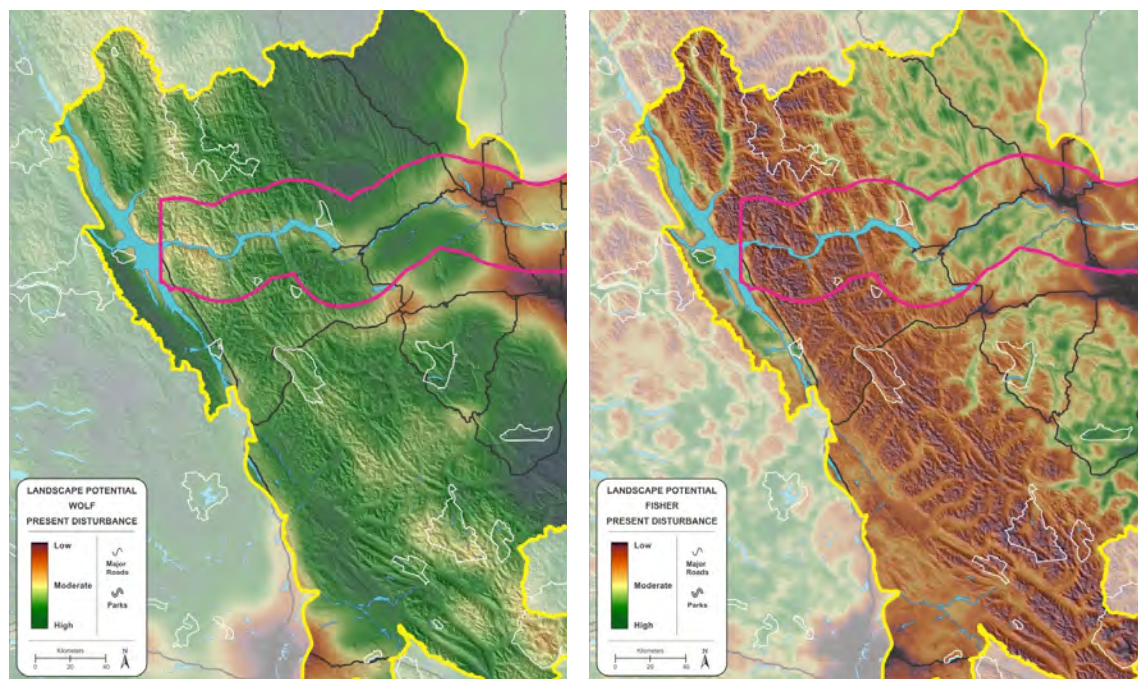 LANDSCAPE POTENTIAL
WOLF
PRESENT DISTURBANCE
Low
Moderate
High
Major
Roads
Parks
Kilometers
0 20 40
N
LANDSCAPE POTENTIAL
FISHER
PRESENT DISTURBANCE
Low
Moderate
High
Major
Roads
Parks
Kilometers
0 20 40
N